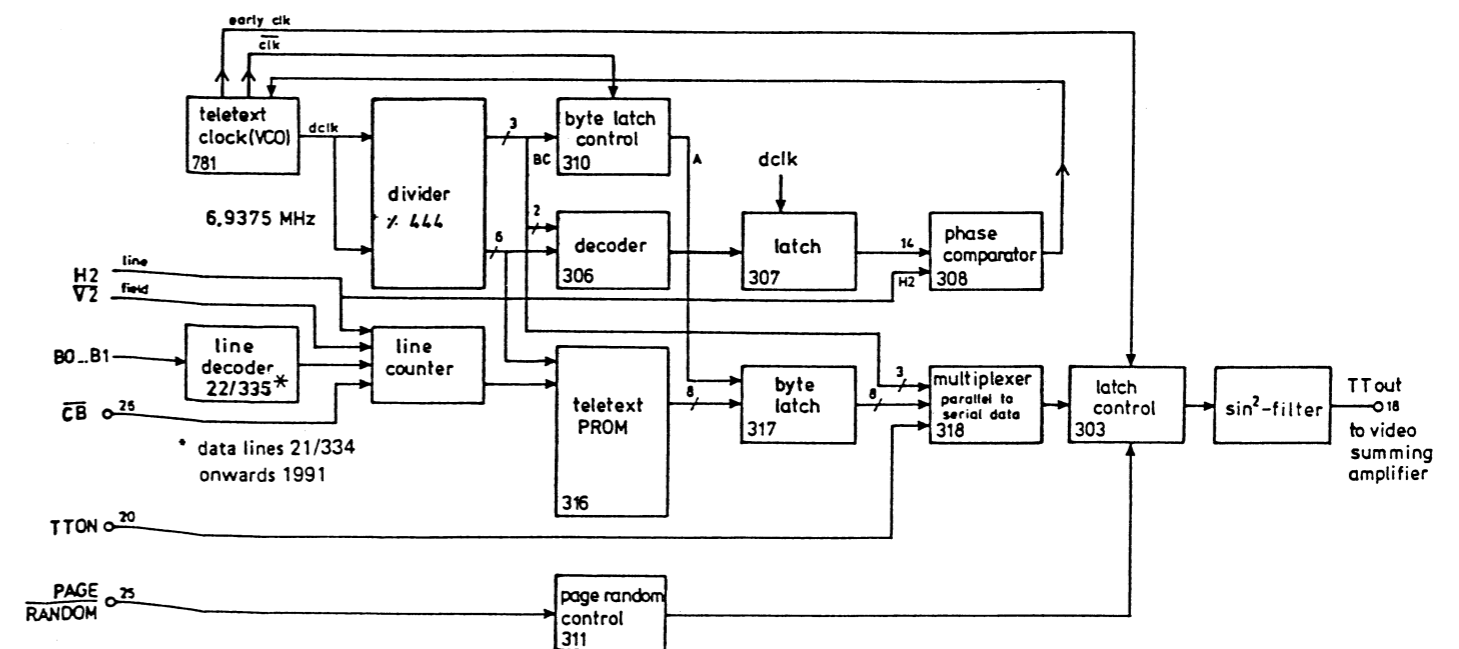 early clk
clk
teletext
clock(VCO)
781
dclk
6,9375 MHz
divider
٪ 444
3
BC
6
2
byte latch
control
310
A
decoder
306
dclk
latch
307
14
H2
phase
comparator
308
H2
line
V2
field
B0_B1
line
decoder
22/335*
CB
25
line
counter
* data lines 21/334
onwards 1991
teletext
PROM
316
8
byte
latch
317
8
3
multiplexer
parallel to
serial data
318
latch
control
303
sin²-filter
TT out
18
to video
summing
amplifier
TTON
20
PAGE
RANDOM
25
page random
control
311